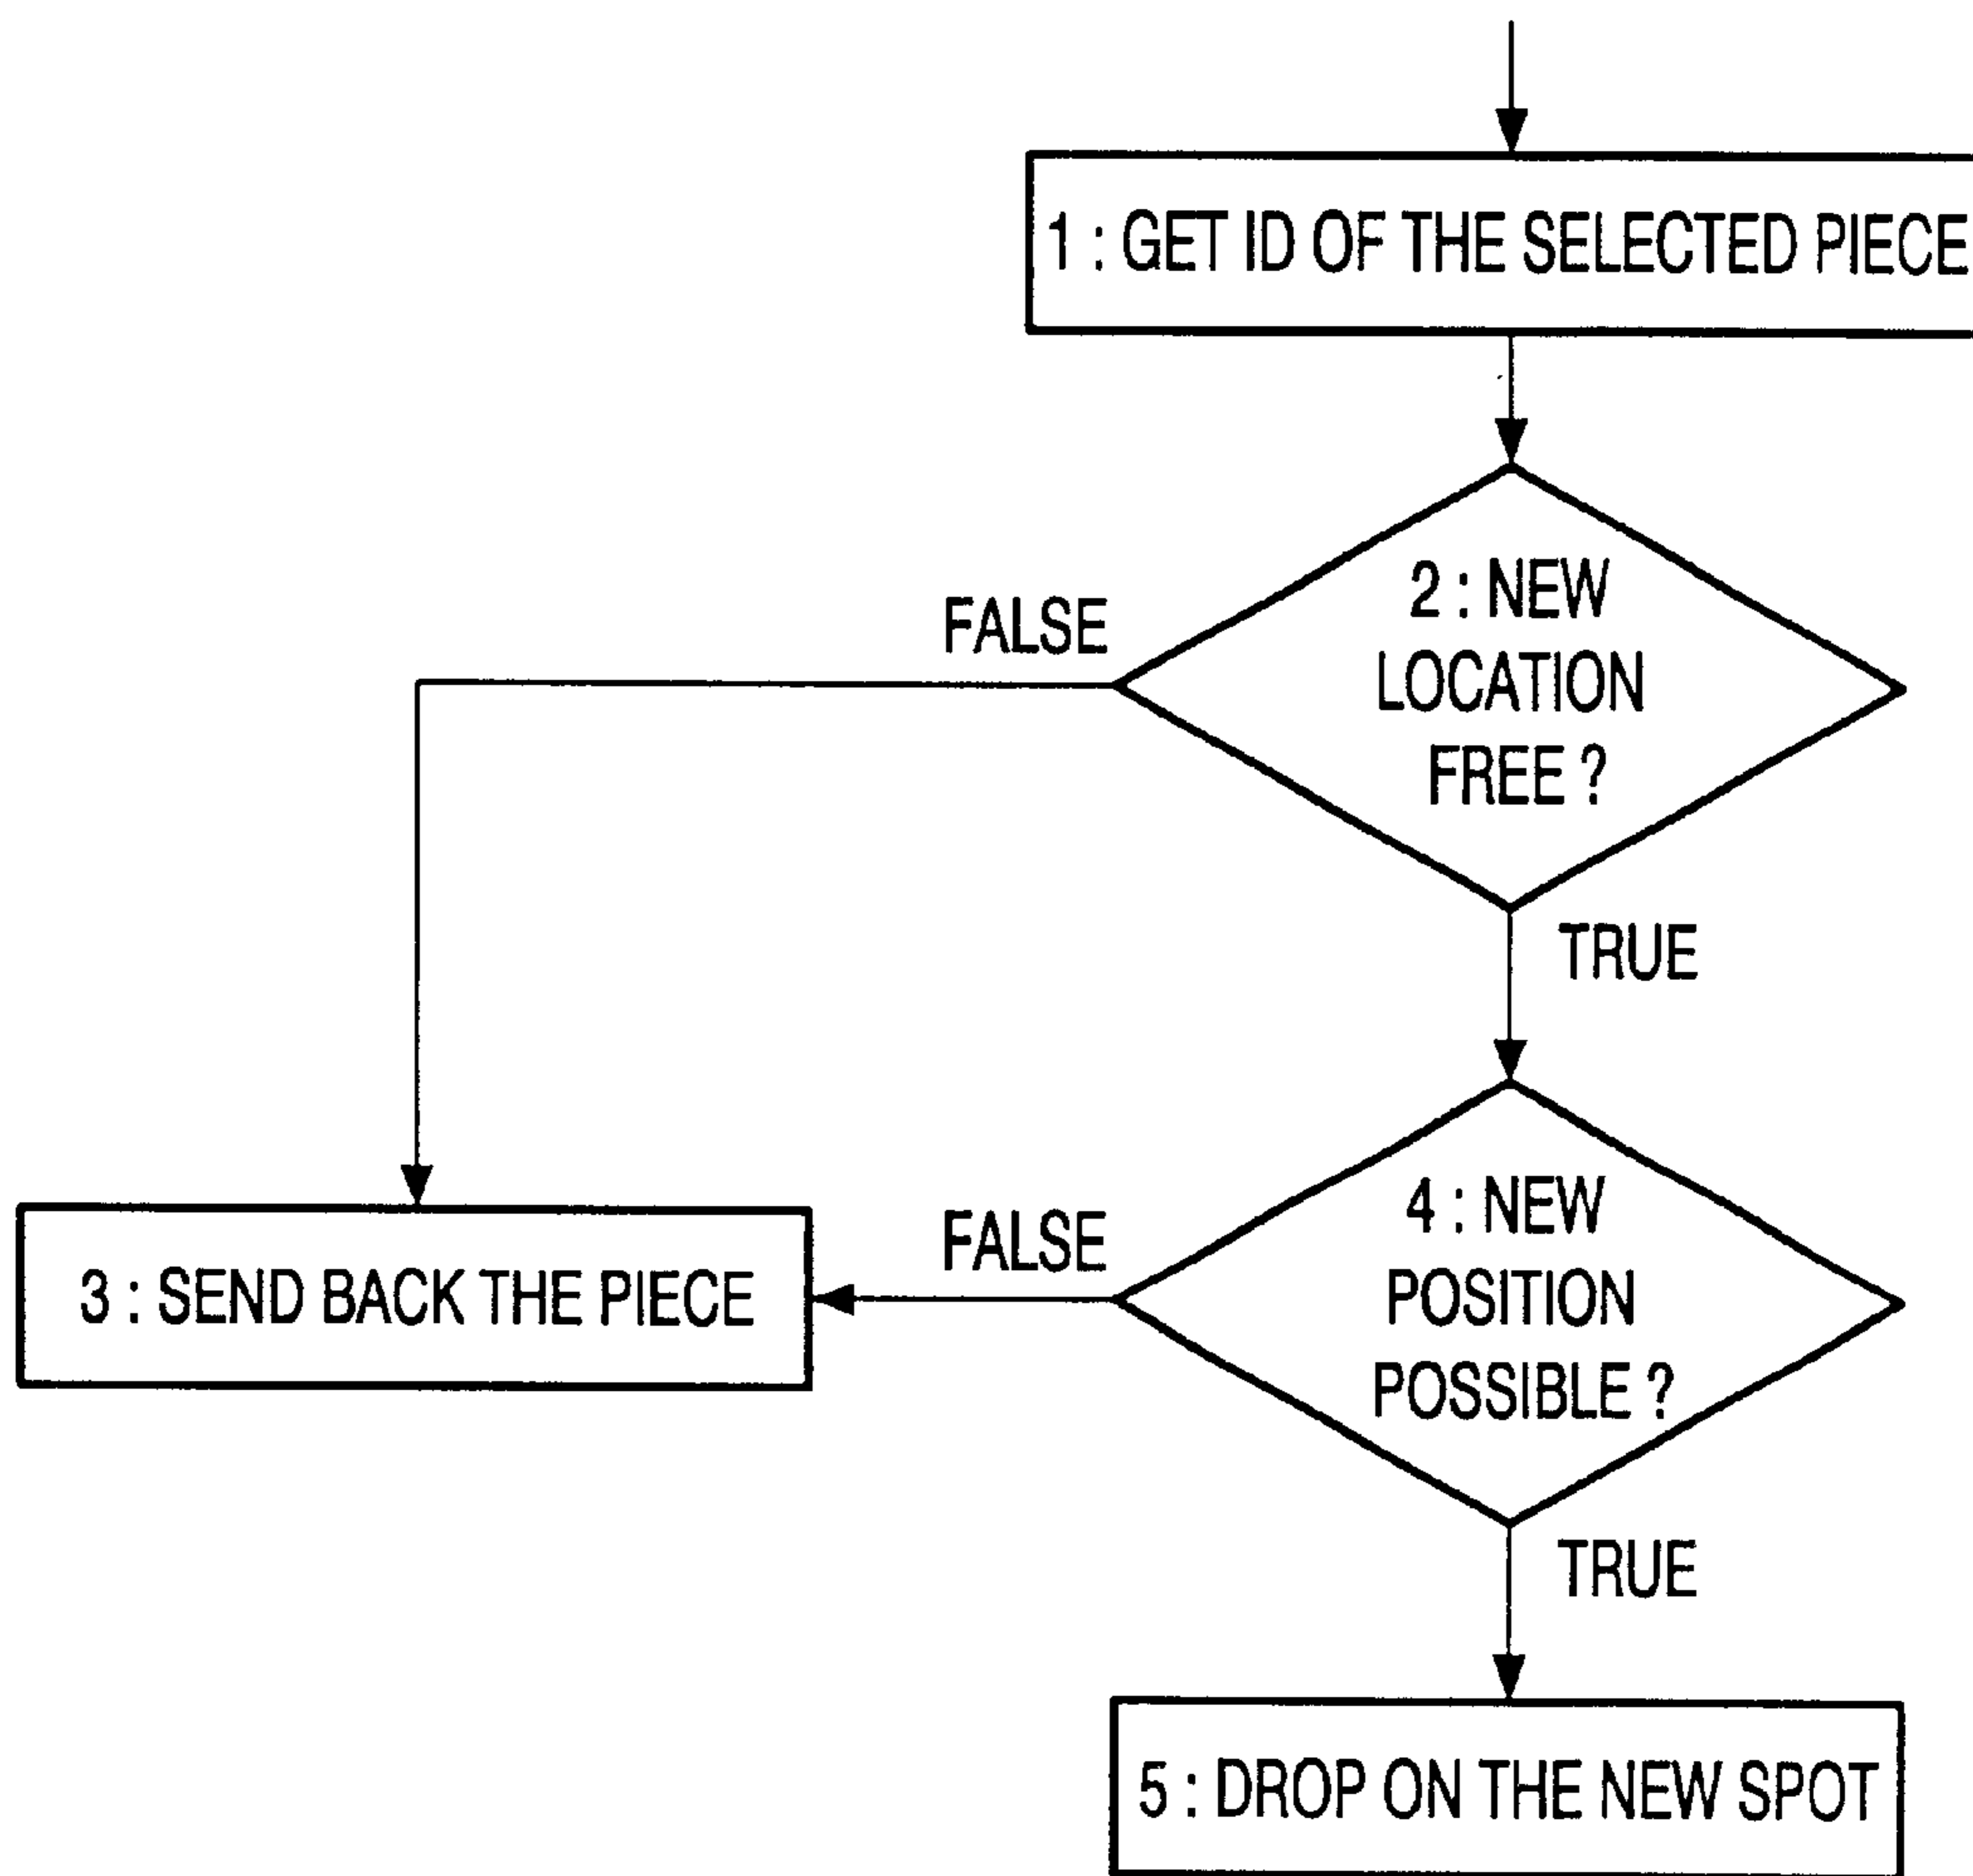 1 : GET ID OF THE SELECTED PIECE
2 : NEW
LOCATION
FREE ?
FALSE
TRUE
4 : NEW
POSITION
POSSIBLE ?
FALSE
3 : SEND BACK THE PIECE
TRUE
5 : DROP ON THE NEW SPOT